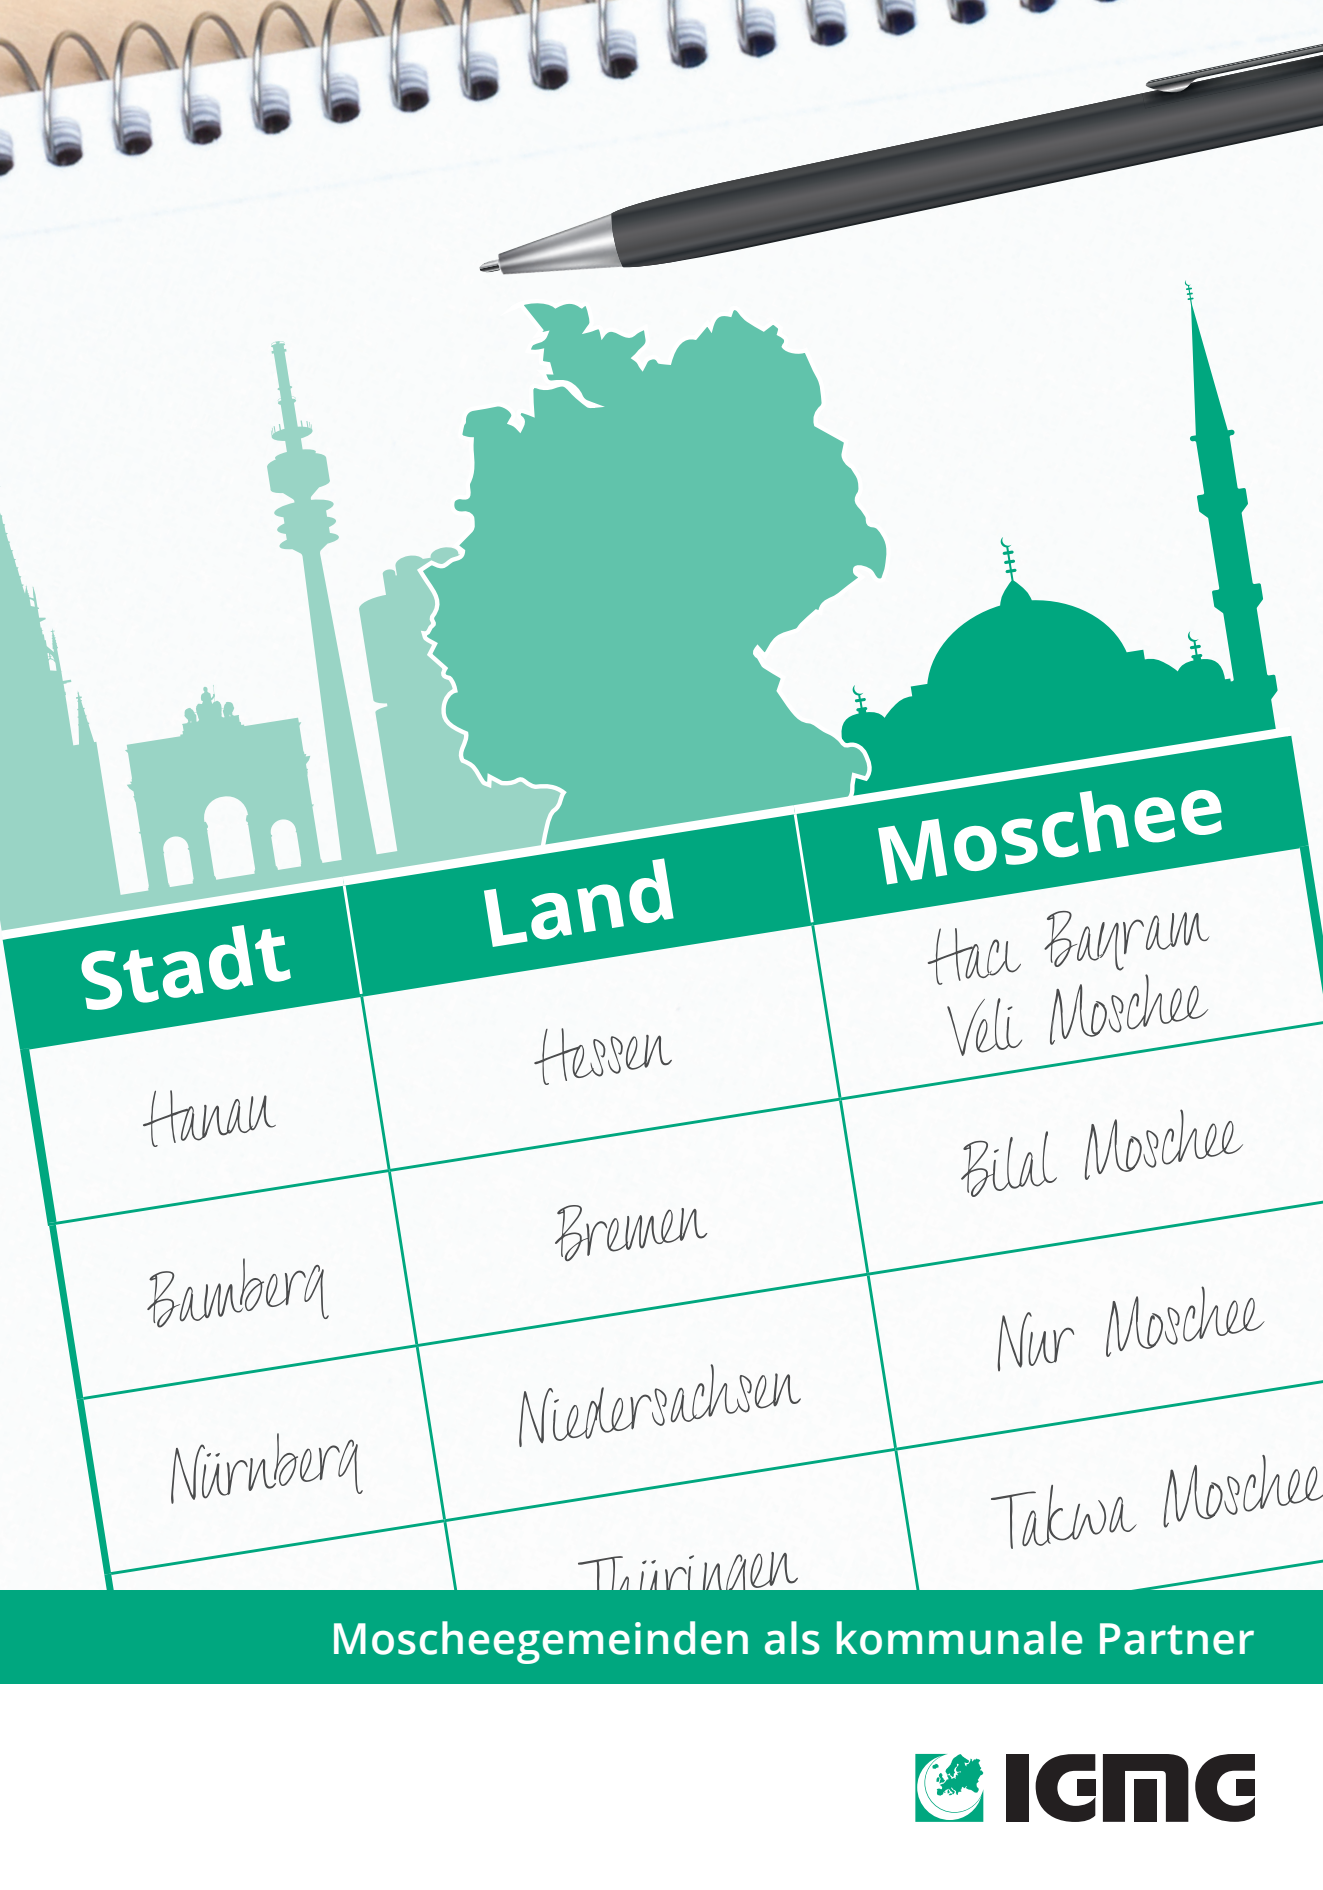 Stadt
Land
Moschee
Hanau
Hessen
Hacı Bayram
Veli Moschee
Bamberg
Bremen
Bilal Moschee
Nürnberg
Niedersachsen
Nur Moschee
Thüringen
Takwa Moschee
Moscheegemeinden als kommunale Partner
IGMG